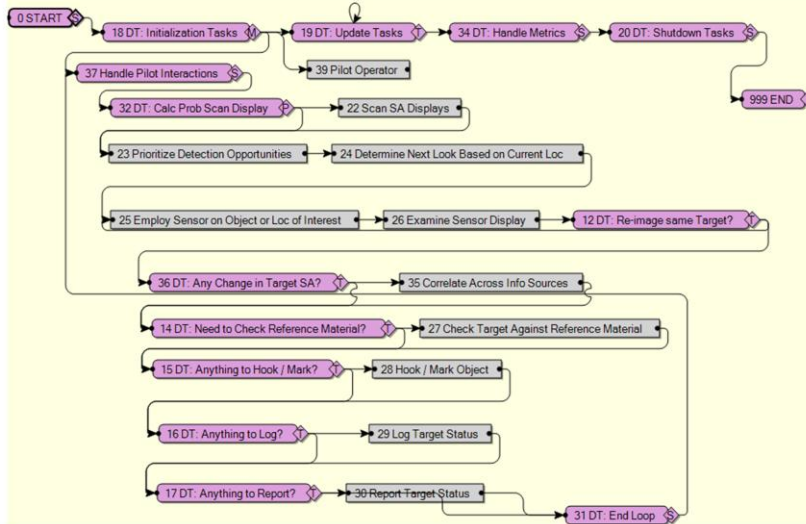 0 START S
18 DT: Initialization Tasks M
19 DT: Update Tasks T
34 DT: Handle Metrics S
20 DT: Shutdown Tasks S
37 Handle Pilot Interactions S
39 Pilot Operator
999 END
32 DT: Calc Prob Scan Display P
22 Scan SA Displays
23 Prioritize Detection Opportunities
24 Determine Next Look Based on Current Loc
25 Employ Sensor on Object or Loc of Interest
26 Examine Sensor Display
12 DT: Re-image same Target? T
36 DT: Any Change in Target SA? T
35 Correlate Across Info Sources
14 DT: Need to Check Reference Material? T
27 Check Target Against Reference Material
15 DT: Anything to Hook / Mark? T
28 Hook / Mark Object
16 DT: Anything to Log? T
29 Log Target Status
17 DT: Anything to Report? T
30 Report Target Status
31 DT: End Loop S